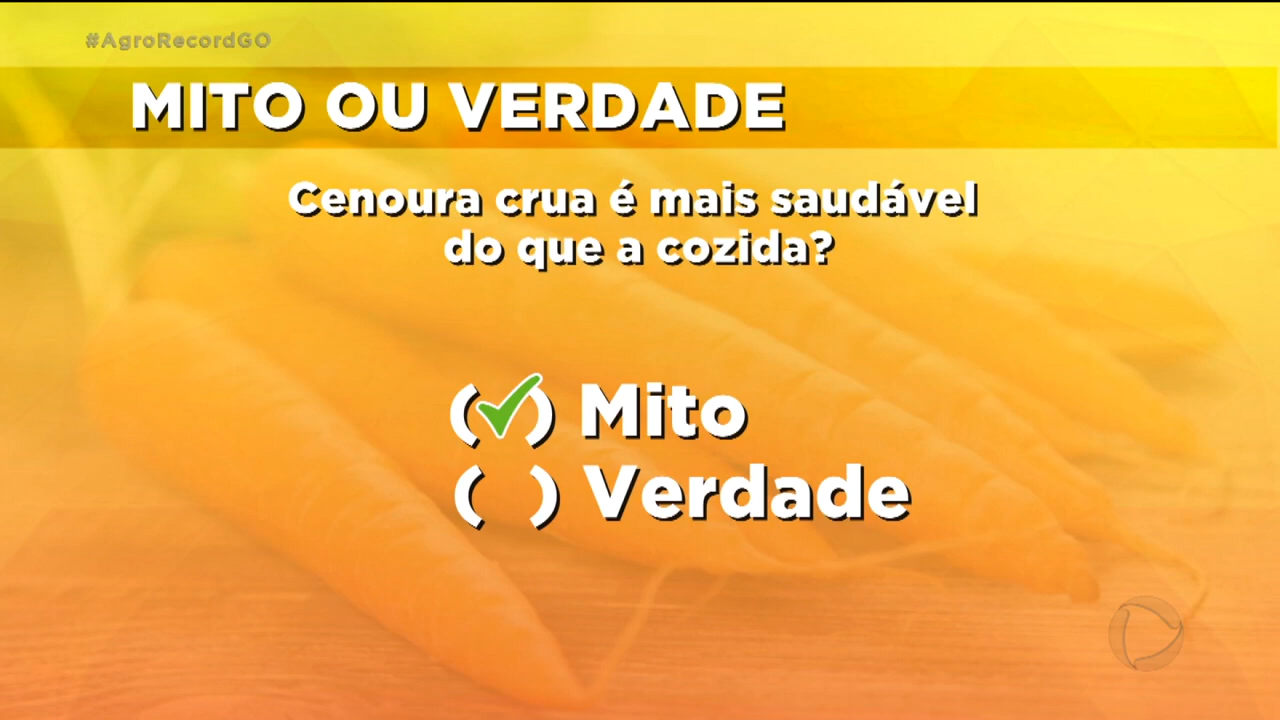 #AgroRecordGO
MITO OU VERDADE
Cenoura crua é mais saudável
do que a cozida?
(✓) Mito
( ) Verdade